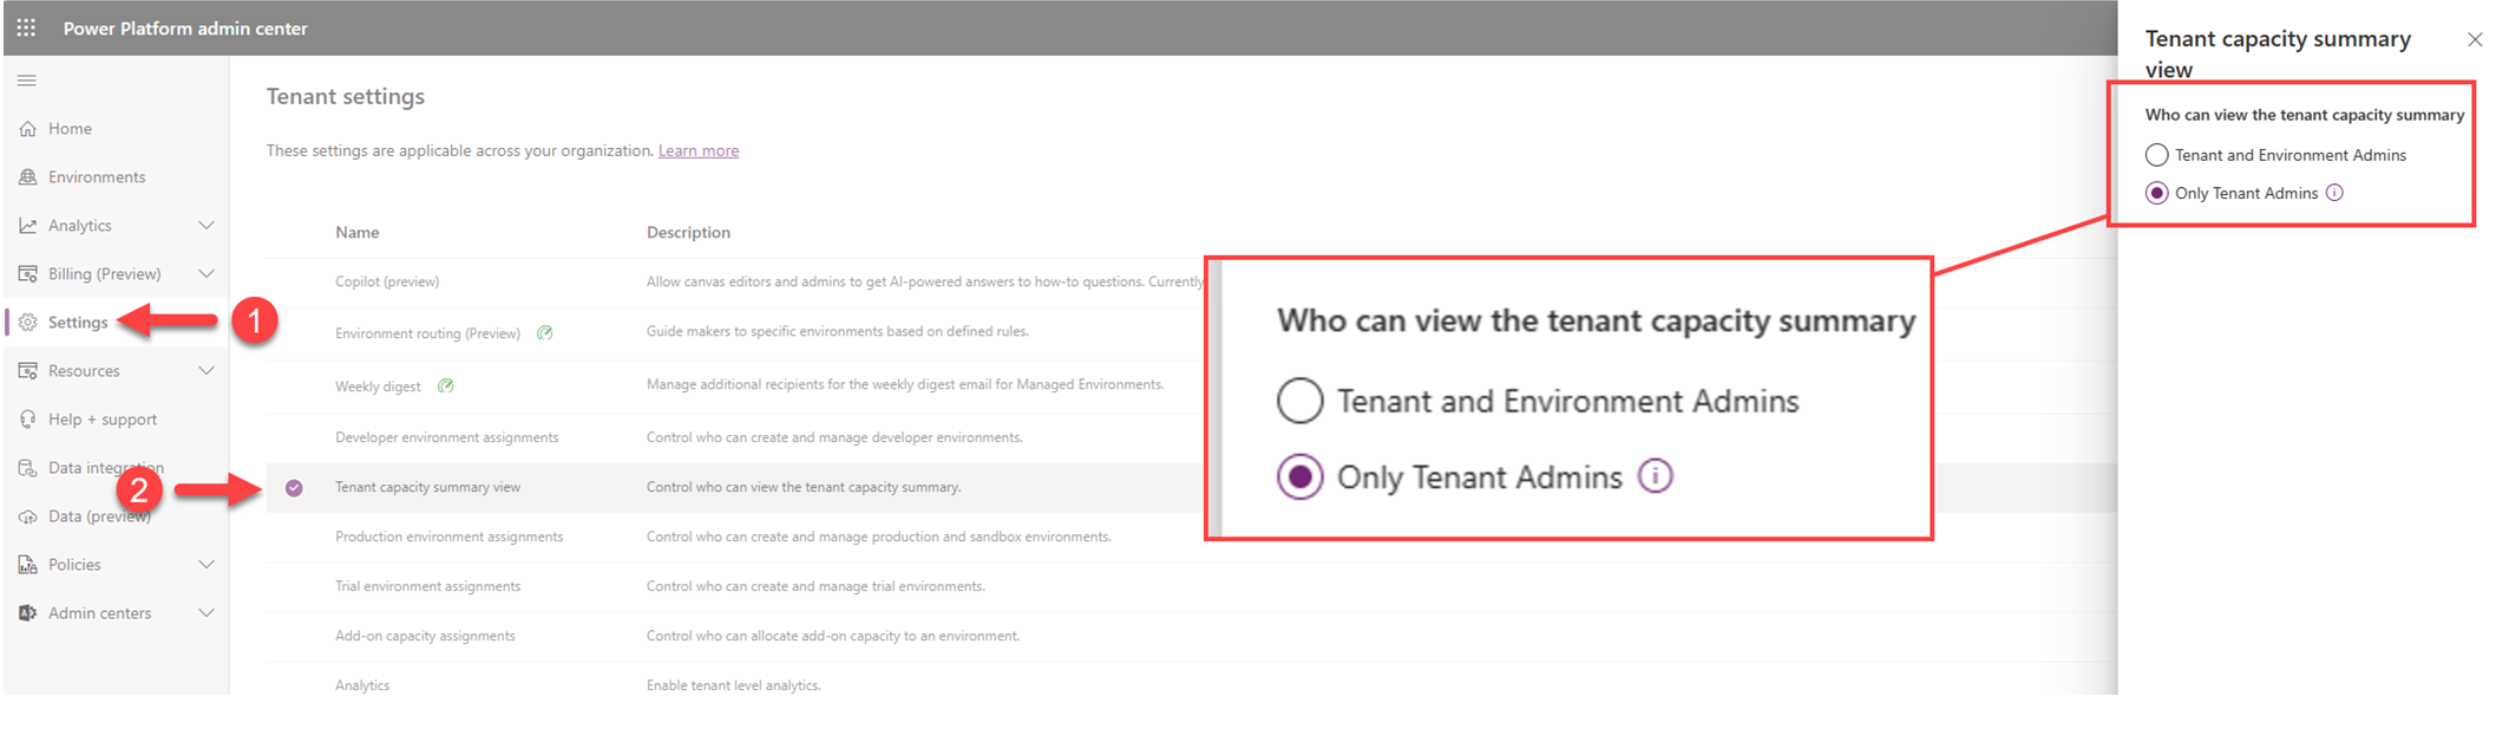 Power Platform admin center
Home
Environments
Analytics
Billing (Preview)
Settings
1
Resources
Help + support
Data integration
2
Data (preview)
Policies
Admin centers
Tenant settings
These settings are applicable across your organization. Learn more
Name Description
Copilot (preview) Allow canvas editors and admins to get AI-powered answers to how-to questions. Currently
Environment routing (Preview) Guide makers to specific environments based on defined rules.
Weekly digest Manage additional recipients for the weekly digest email for Managed Environments.
Developer environment assignments Control who can create and manage developer environments.
Tenant capacity summary view Control who can view the tenant capacity summary.
Production environment assignments Control who can create and manage production and sandbox environments.
Trial environment assignments Control who can create and manage trial environments.
Add-on capacity assignments Control who can allocate add-on capacity to an environment.
Analytics Enable tenant level analytics.
Who can view the tenant capacity summary
Tenant and Environment Admins
Only Tenant Admins
Tenant capacity summary
view
Who can view the tenant capacity summary
Tenant and Environment Admins
Only Tenant Admins